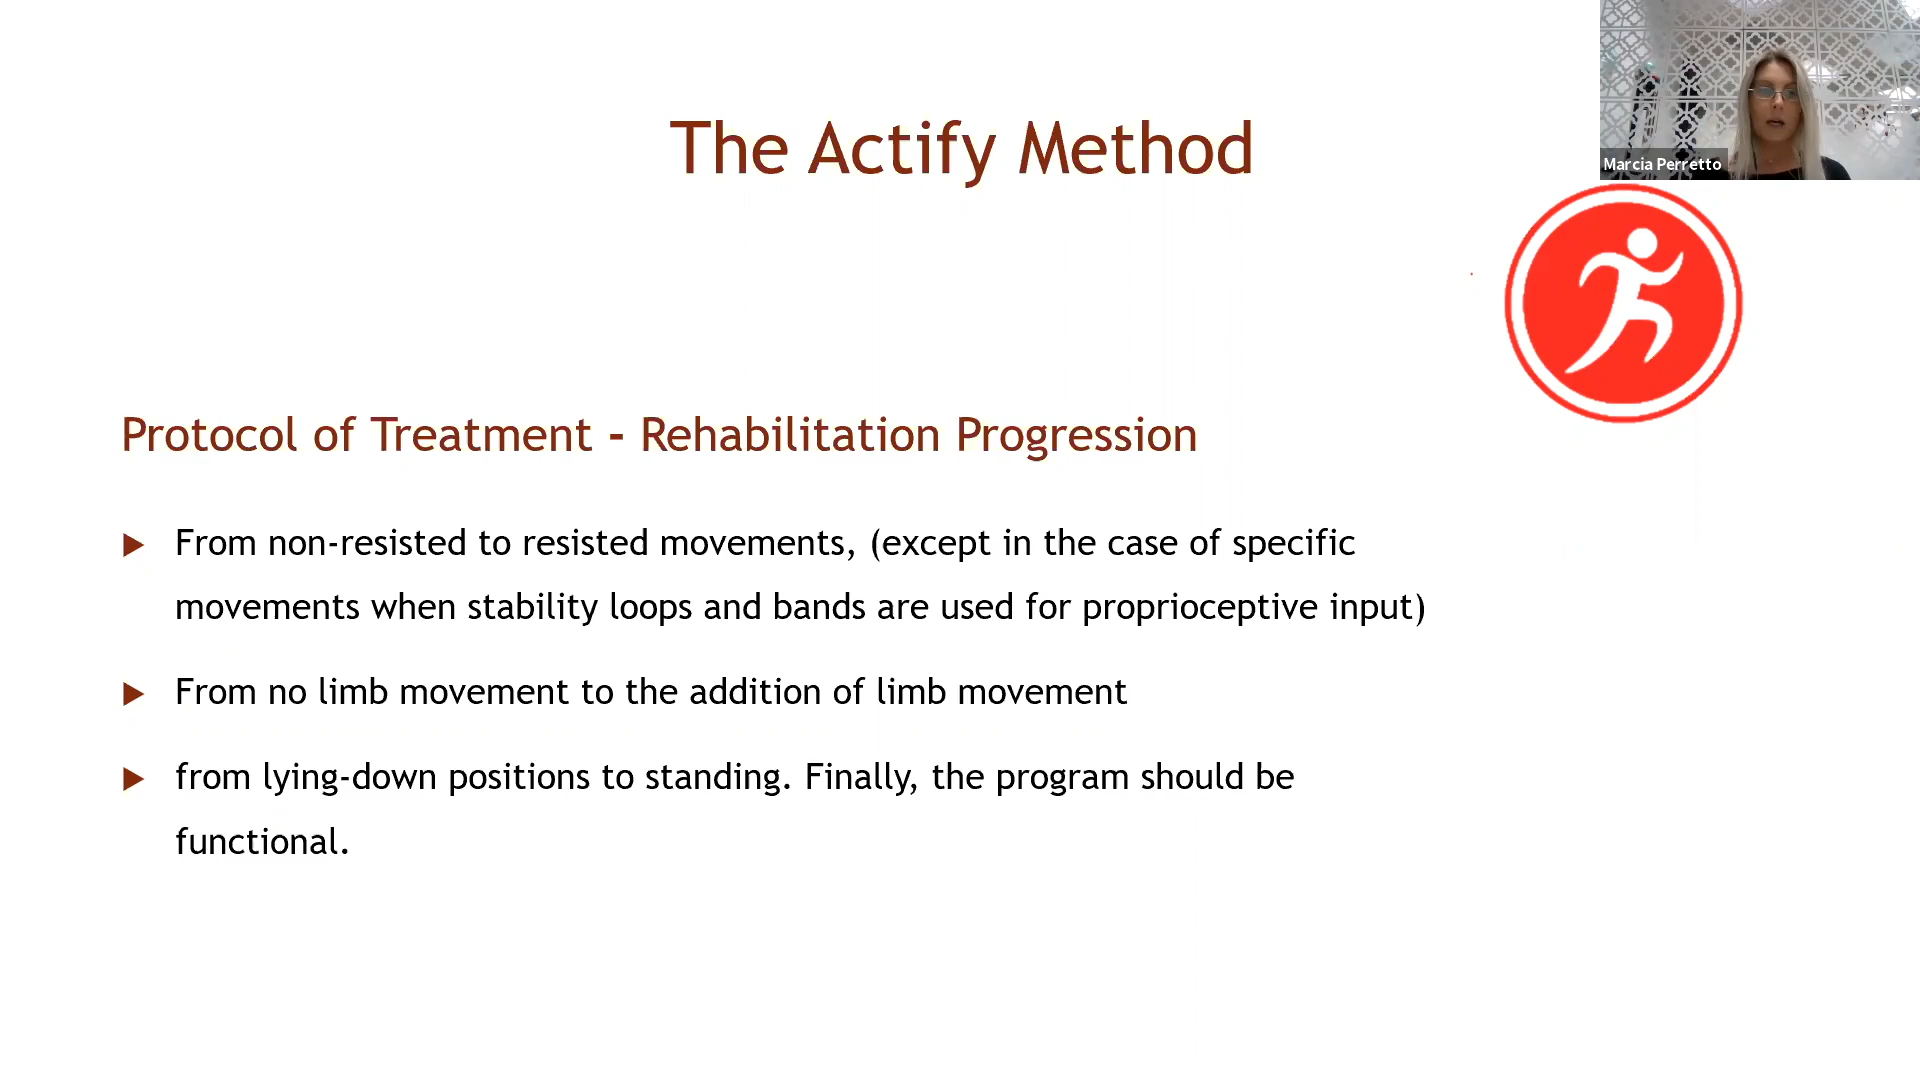 The Actify Method
Marcia Perretto
Protocol of Treatment - Rehabilitation Progression
From non-resisted to resisted movements, (except in the case of specific
movements when stability loops and bands are used for proprioceptive input)
From no limb movement to the addition of limb movement
from lying-down positions to standing. Finally, the program should be
functional.